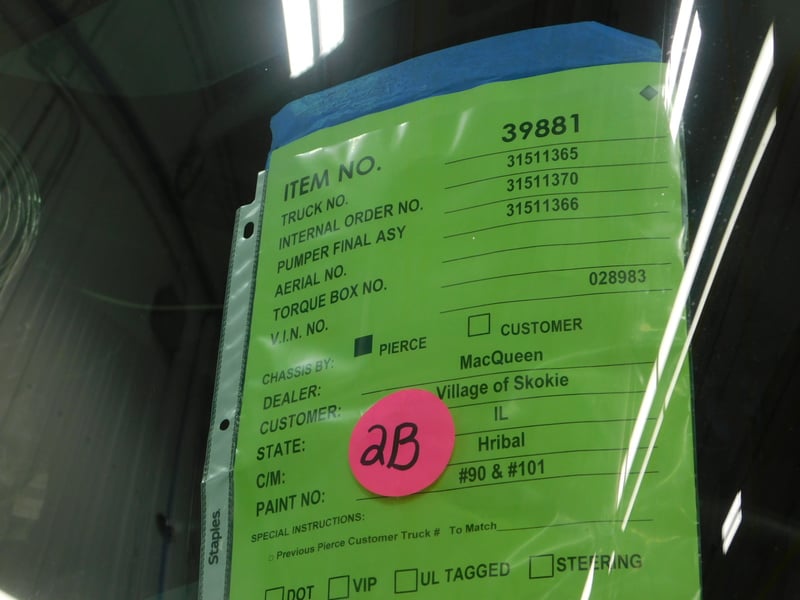 ITEM NO. 39881
TRUCK NO. 31511365
INTERNAL ORDER NO. 31511370
PUMPER FINAL ASY 31511366
AERIAL NO.
TORQUE BOX NO.
V.I.N. NO. 028983
CHASSIS BY: PIERCE CUSTOMER
DEALER: MacQueen
CUSTOMER: Village of Skokie
STATE: IL
2B
C/M: Hribal
PAINT NO: #90 & #101
SPECIAL INSTRUCTIONS:
Previous Pierce Customer Truck # To Match
DOT VIP UL TAGGED STEERING
Staples.